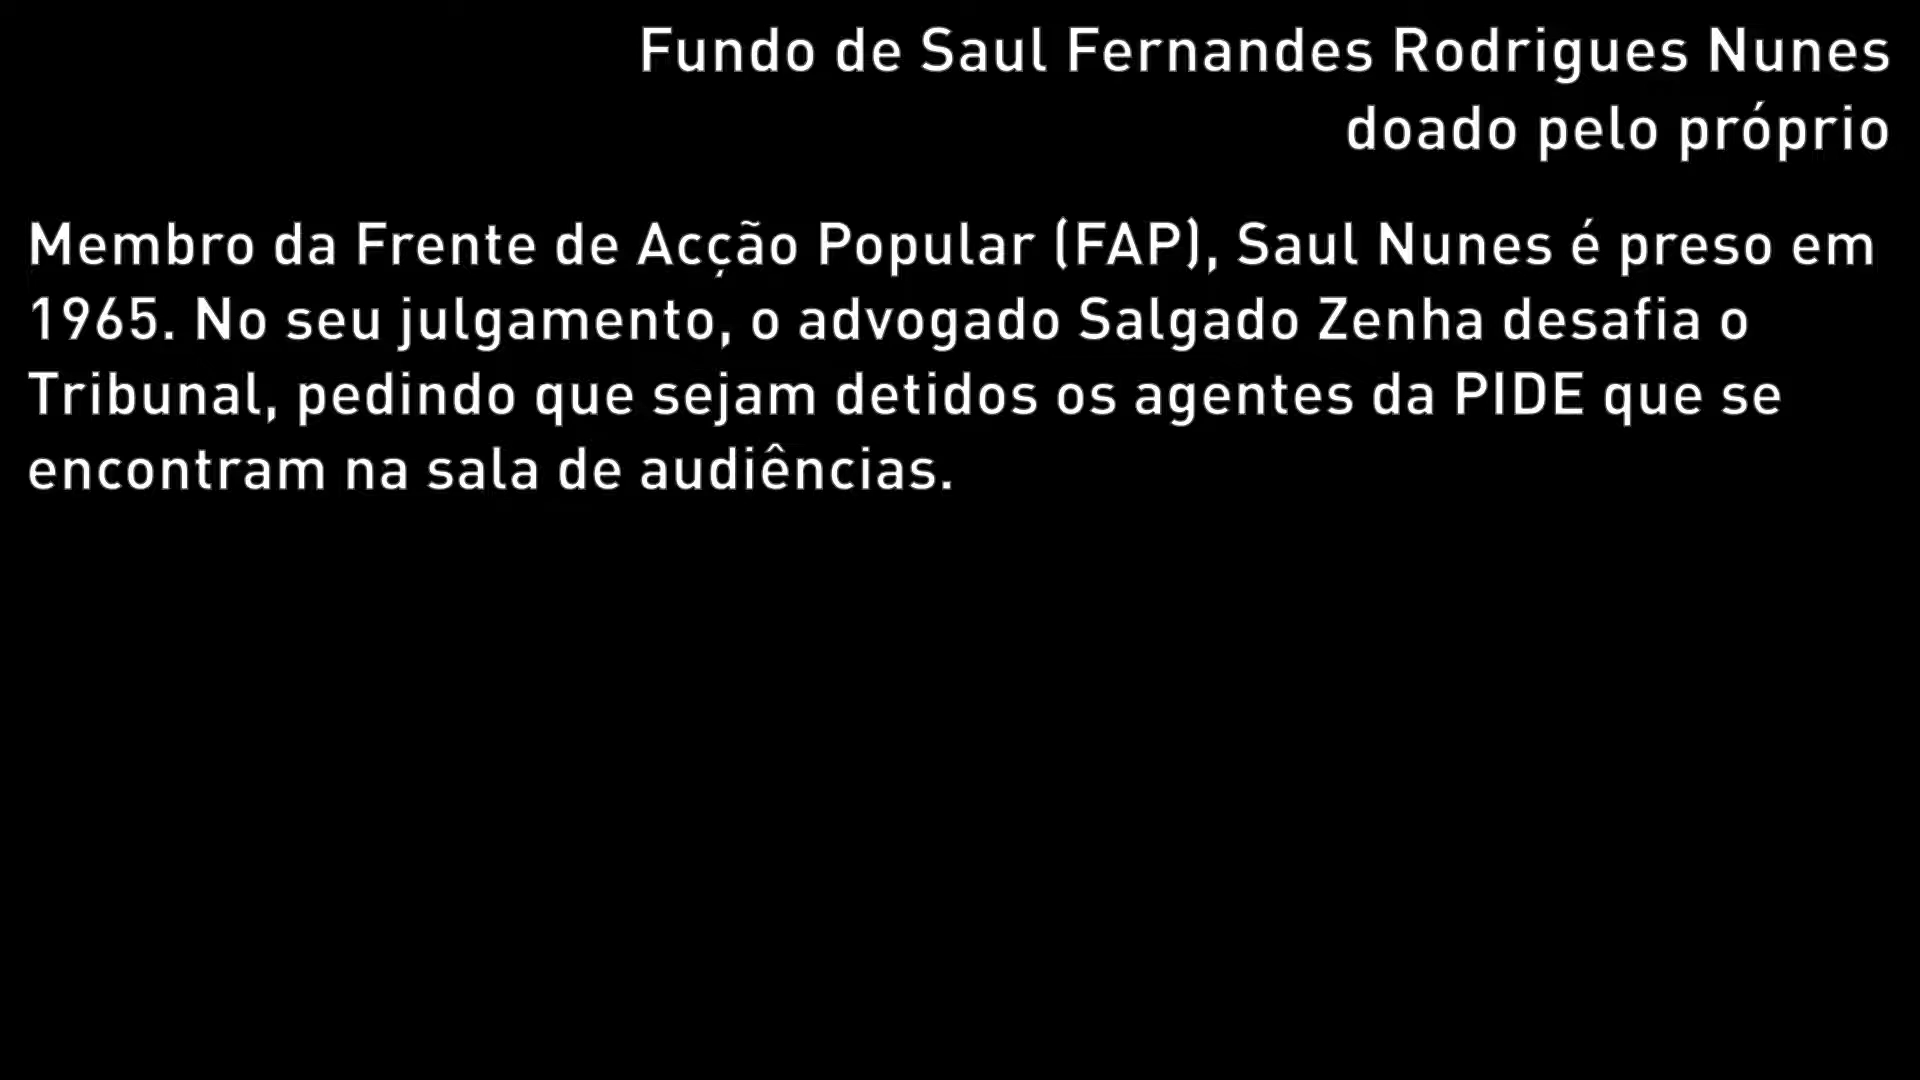 Fundo de Saul Fernandes Rodrigues Nunes
doado pelo próprio
Membro da Frente de Acção Popular (FAP), Saul Nunes é preso em
1965. No seu julgamento, o advogado Salgado Zenha desafia o
Tribunal, pedindo que sejam detidos os agentes da PIDE que se
encontram na sala de audiências.